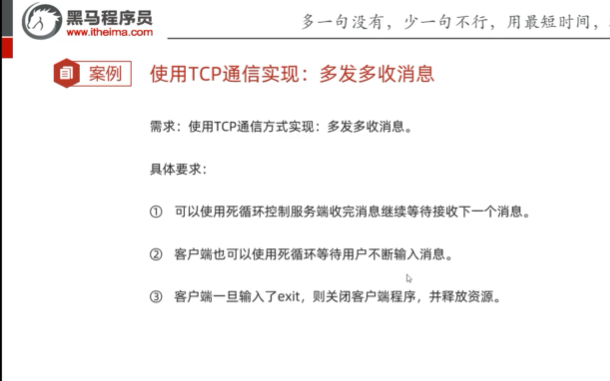 黑马程序员
www.itheima.com
多一句没有，少一句不行，用最短时间，
案例
使用TCP通信实现：多发多收消息
需求：使用TCP通信方式实现：多发多收消息。
具体要求：
① 可以使用死循环控制服务端收完消息继续等待接收下一个消息。
② 客户端也可以使用死循环等待用户不断输入消息。
③ 客户端一旦输入了exit，则关闭客户端程序，并释放资源。